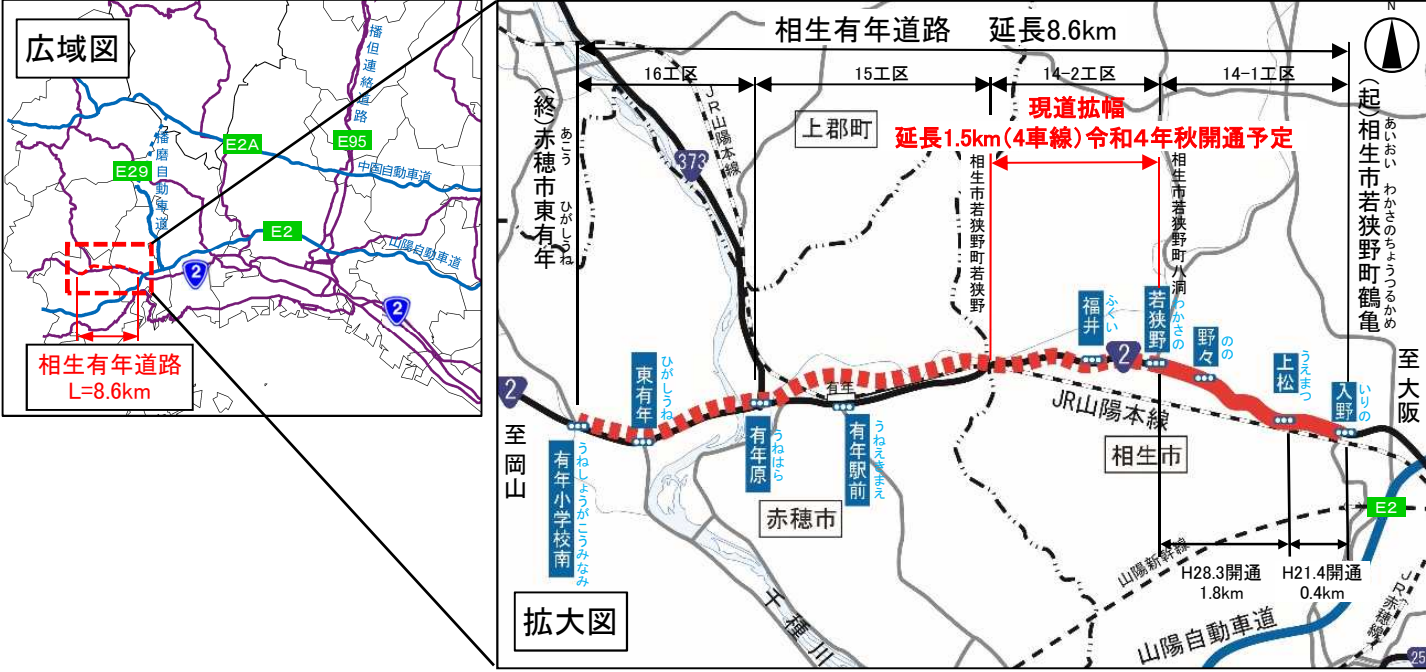 広域図
播但連絡道路
播磨自動車道
E2A
E95
E29
中国自動車道
E2
山陽自動車道
2
2
相生有年道路
L=8.6km
相生有年道路 延長8.6km
N
16工区
15工区
14-2工区
14-1工区
現道拡幅
延長1.5km(4車線)令和4年秋開通予定
上郡町
JR山陽本線
373
(終)赤穂市東有年
あこう ひがしうね
相生市若狭野町若狭野
相生市若狭野町八洞
(起)相生市若狭野町鶴亀
あいおい わかさのちょうつるかめ
福井
ふくい
若狭野
わかさの
野々
のの
上松
うえまつ
入野
いりの
至大阪
2
2
至岡山
東有年
ひがしうね
有年
JR山陽本線
相生市
有年小学校南
うねしょうがこうみなみ
有年原
うねはら
有年駅前
うねえきまえ
赤穂市
E2
山陽新幹線
H28.3開通
1.8km
H21.4開通
0.4km
JR赤穂線
千種川
山陽自動車道
拡大図
25